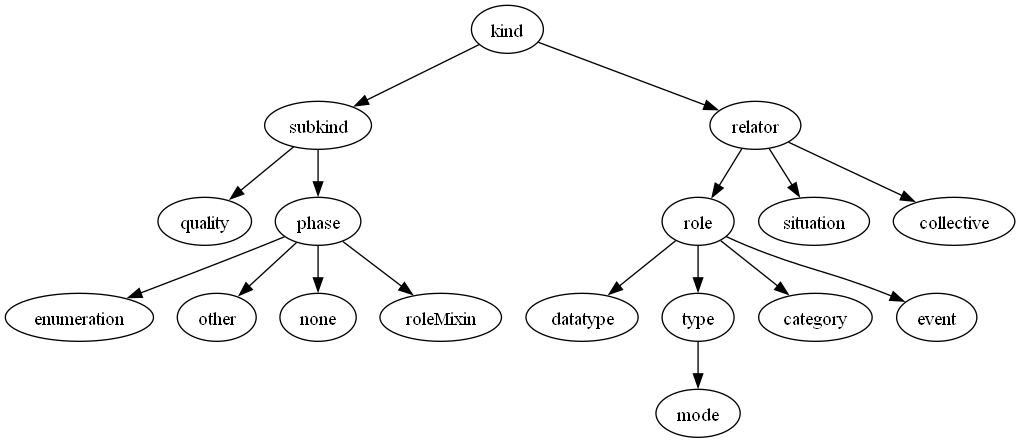 kind
subkind
relator
quality
phase
role
situation
collective
enumeration
other
none
roleMixin
datatype
type
category
event
mode